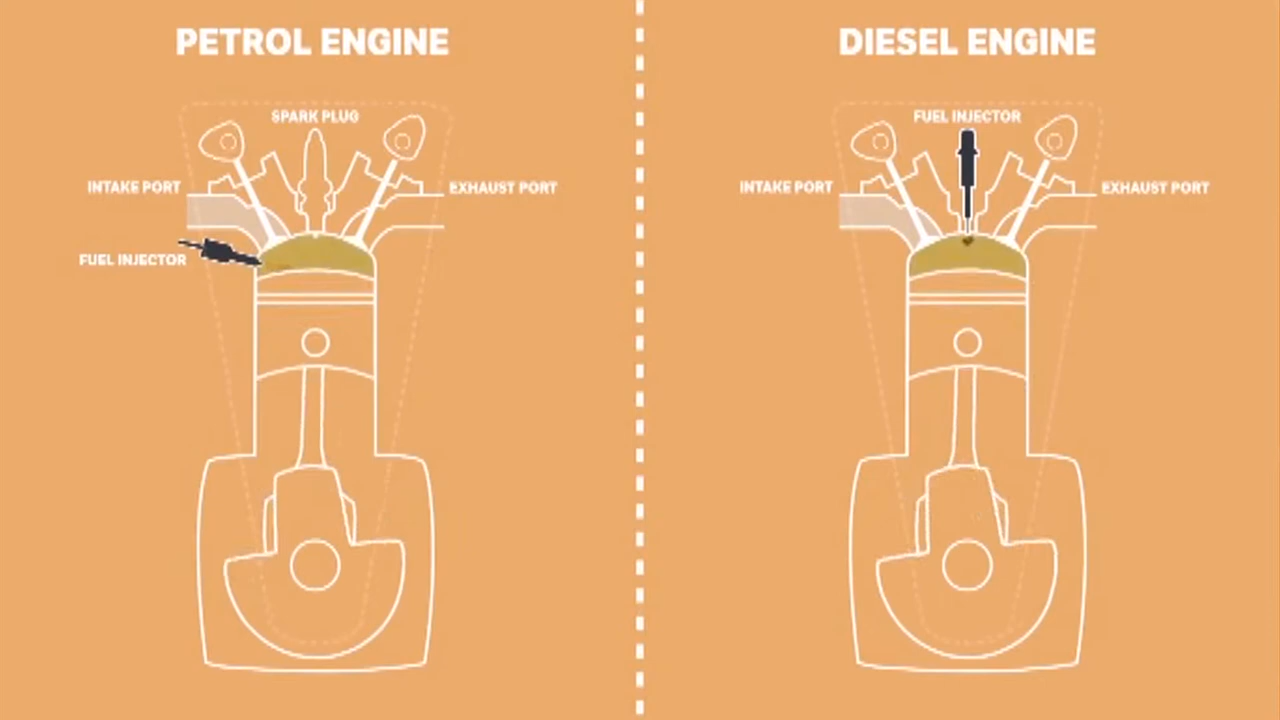 PETROL ENGINE
SPARK PLUG
INTAKE PORT
EXHAUST PORT
FUEL INJECTOR
DIESEL ENGINE
FUEL INJECTOR
INTAKE PORT
EXHAUST PORT